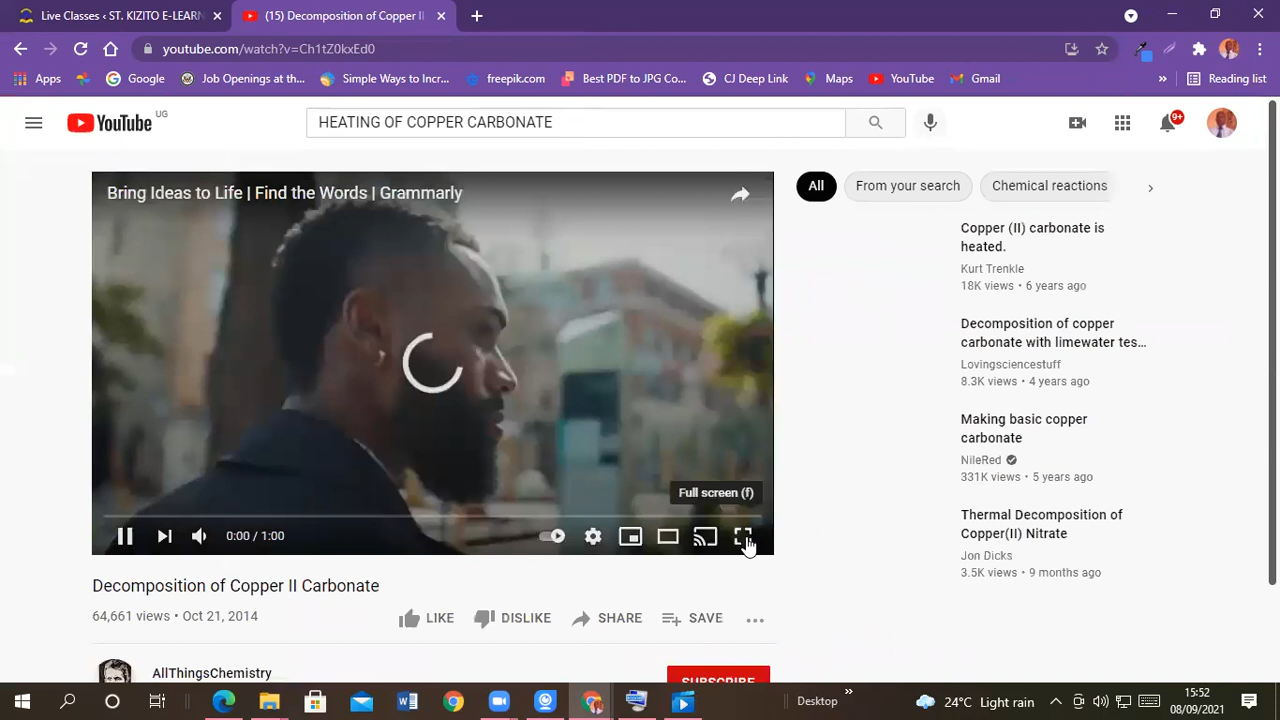 Live Classes < ST. KIZITO E-LEARN
(15) Decomposition of Copper II
youtube.com/watch?v=Ch1tZ0kxEd0
Apps
Google
Job Openings at th...
Simple Ways to Incr...
freepik.com
Best PDF to JPG Co...
CJ Deep Link
Maps
YouTube
Gmail
»
Reading list
YouTube UG
HEATING OF COPPER CARBONATE
9+
Bring Ideas to Life | Find the Words | Grammarly
Full screen (f)
0:00 / 1:00
All
From your search
Chemical reactions
Copper (II) carbonate is
heated.
Kurt Trenkle
18K views • 6 years ago
Decomposition of copper
carbonate with limewater tes...
Lovingsciencestuff
8.3K views • 4 years ago
Making basic copper
carbonate
NileRed
331K views • 5 years ago
Thermal Decomposition of
Copper(II) Nitrate
Jon Dicks
3.5K views • 9 months ago
Decomposition of Copper II Carbonate
64,661 views • Oct 21, 2014
LIKE
DISLIKE
SHARE
SAVE
AllThingsChemistry
SUBSCRIBE
Desktop
»
24°C Light rain
15:52
08/09/2021